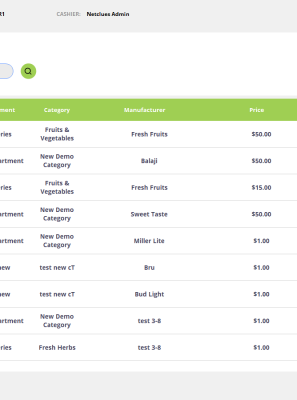 R1 CASHIER: Netclues Admin
ment Category Manufacturer Price
ries Fruits & Vegetables Fresh Fruits $50.00
artment New Demo Category Balaji $50.00
ries Fruits & Vegetables Fresh Fruits $15.00
artment New Demo Category Sweet Taste $50.00
artment New Demo Category Miller Lite $1.00
new test new cT Bru $1.00
new test new cT Bud Light $1.00
artment New Demo Category test 3-8 $1.00
ries Fresh Herbs test 3-8 $1.00